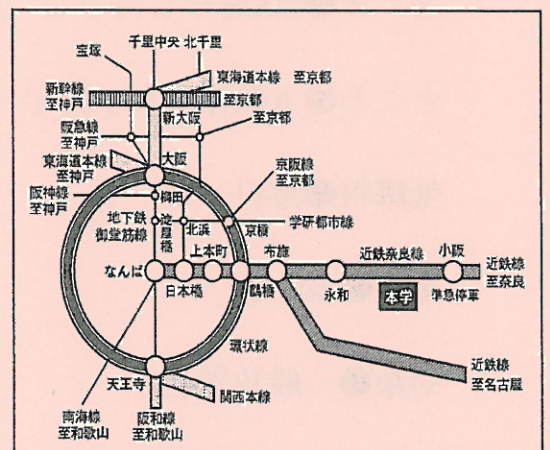 千里中央 北千里
宝塚
東海道本線 至京都
新幹線
至神戸
至京都
新大阪
至京都
阪急線
至神戸
東海道本線
至神戸
大阪
京阪線
至京都
阪神線
至神戸
梅田
地下鉄
御堂筋線
淀屋橋
北浜
京橋
学研都市線
上本町
布施
近鉄奈良線
小阪
なんば
日本橋
鶴橋
永和
本学
準急停車
近鉄線
至奈良
環状線
天王寺
近鉄線
至名古屋
関西本線
南海線
至和歌山
阪和線
至和歌山